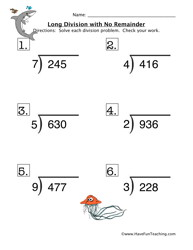 Name:
Long Division with No Remainder
Directions: Solve each division problem. Check your work.
1. 2.
7) 245 4) 416
3. 4.
5) 630 2) 936
5. 6.
9) 477 3) 228
www.HaveFunTeaching.com